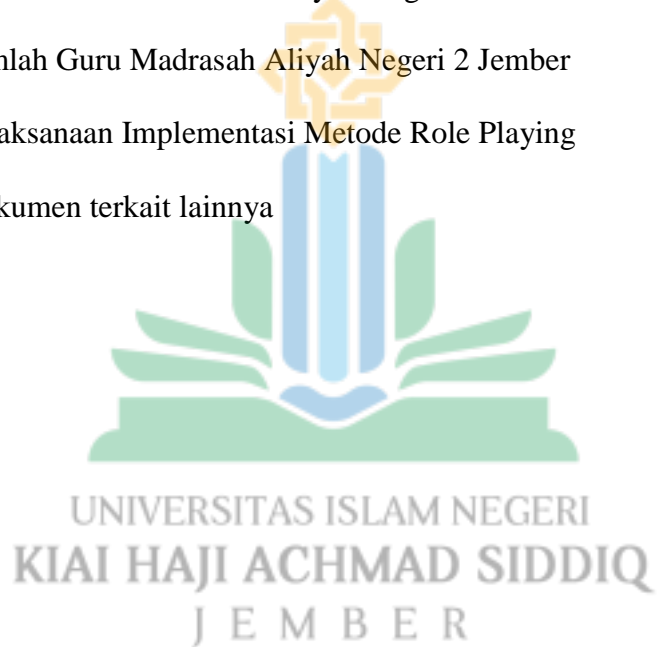 nlah Guru Madrasah Aliyah Negeri 2 Jember
aksanaan Implementasi Metode Role Playing
kumen terkait lainnya
UNIVERSITAS ISLAM NEGERI
KIAI HAJI ACHMAD SIDDIQ
JEMBER